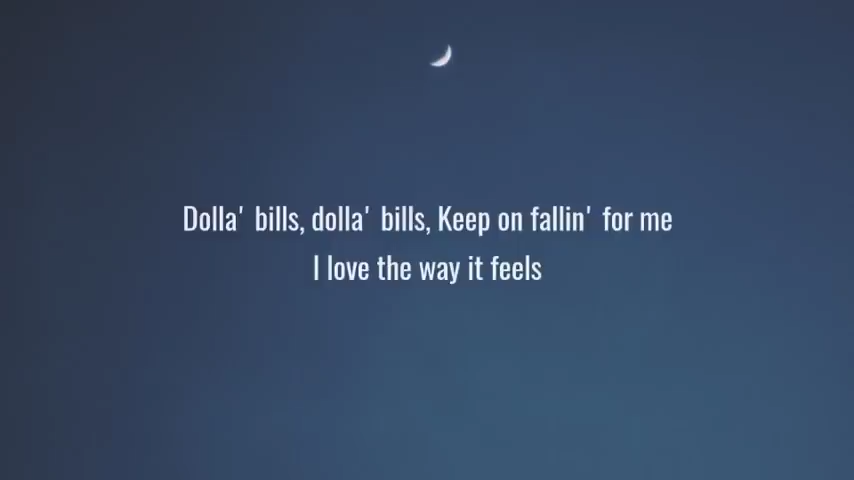 Dolla' bills, dolla' bills, Keep on fallin' for me
I love the way it feels